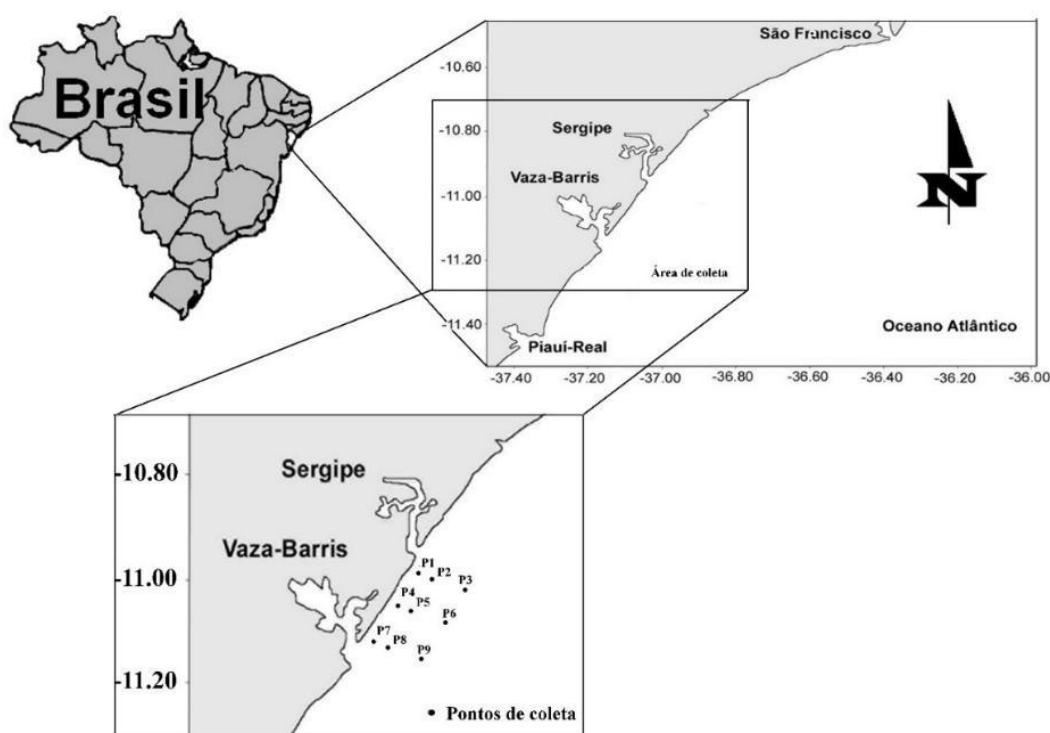 Brasil
São Francisco
-10.60
-10.80
Sergipe
Vaza-Barris
-11.00
-11.20
Área de coleta
-11.40
Piauí-Real
Oceano Atlântico
N
-37.40
-37.20
-37.00
-36.80
-36.60
-36.40
-36.20
-36.00
-10.80
Sergipe
Vaza-Barris
-11.00
P1
P2
P3
P4
P5
P6
P7
P8
P9
-11.20
Pontos de coleta